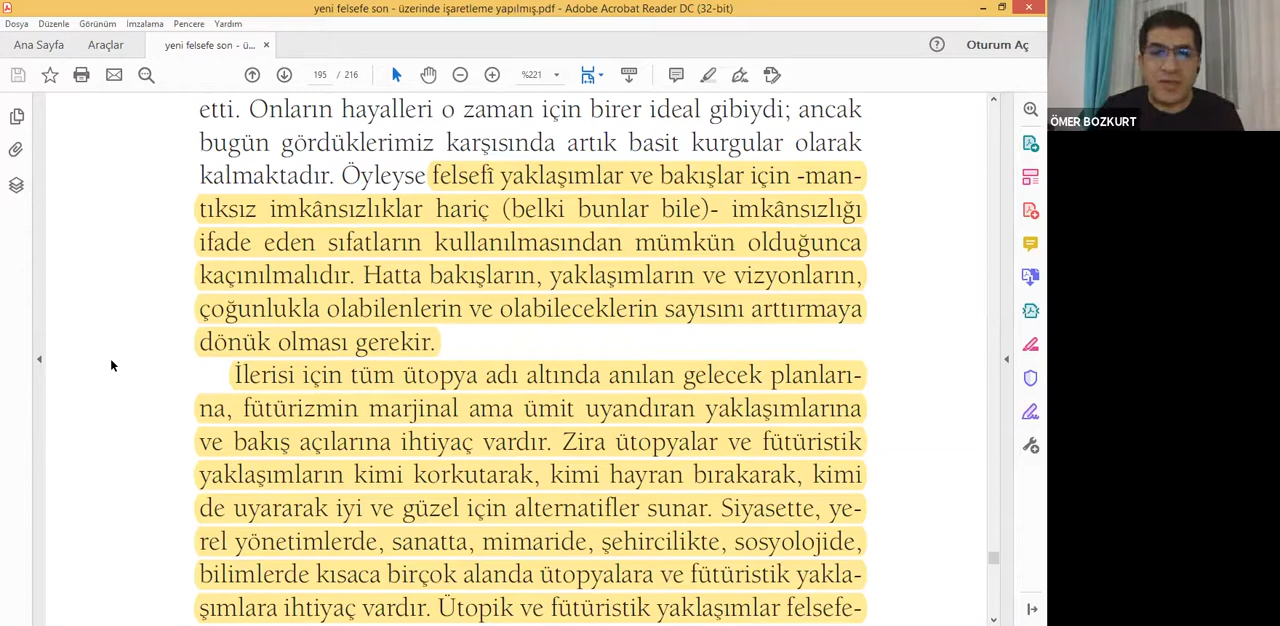 yeni felsefe son - üzerinde işaretleme yapılmış.pdf - Adobe Acrobat Reader DC (32-bit)
Dosya Düzenle Görünüm İmzalama Pencere Yardım
Ana Sayfa Araçlar yeni felsefe son - ü... × Oturum Aç
195 / 216 %221
etti. Onların hayalleri o zaman için birer ideal gibiydi; ancak
bugün gördüklerimiz karşısında artık basit kurgular olarak
kalmaktadır. Öyleyse felsefî yaklaşımlar ve bakışlar için -man-
tıksız imkânsızlıklar hariç (belki bunlar bile)- imkânsızlığı
ifade eden sıfatların kullanılmasından mümkün olduğunca
kaçınılmalıdır. Hatta bakışların, yaklaşımların ve vizyonların,
çoğunlukla olabilenlerin ve olabileceklerin sayısını arttırmaya
dönük olması gerekir.
İlerisi için tüm ütopya adı altında anılan gelecek planları-
na, fütürizmin marjinal ama ümit uyandıran yaklaşımlarına
ve bakış açılarına ihtiyaç vardır. Zira ütopyalar ve fütüristik
yaklaşımların kimi korkutarak, kimi hayran bırakarak, kimi
de uyararak iyi ve güzel için alternatifler sunar. Siyasette, ye-
rel yönetimlerde, sanatta, mimaride, şehircilikte, sosyolojide,
bilimlerde kısaca birçok alanda ütopyalara ve fütüristik yakla-
şımlara ihtiyaç vardır. Ütopik ve fütüristik yaklaşımlar felsefe-
ÖMER BOZKURT